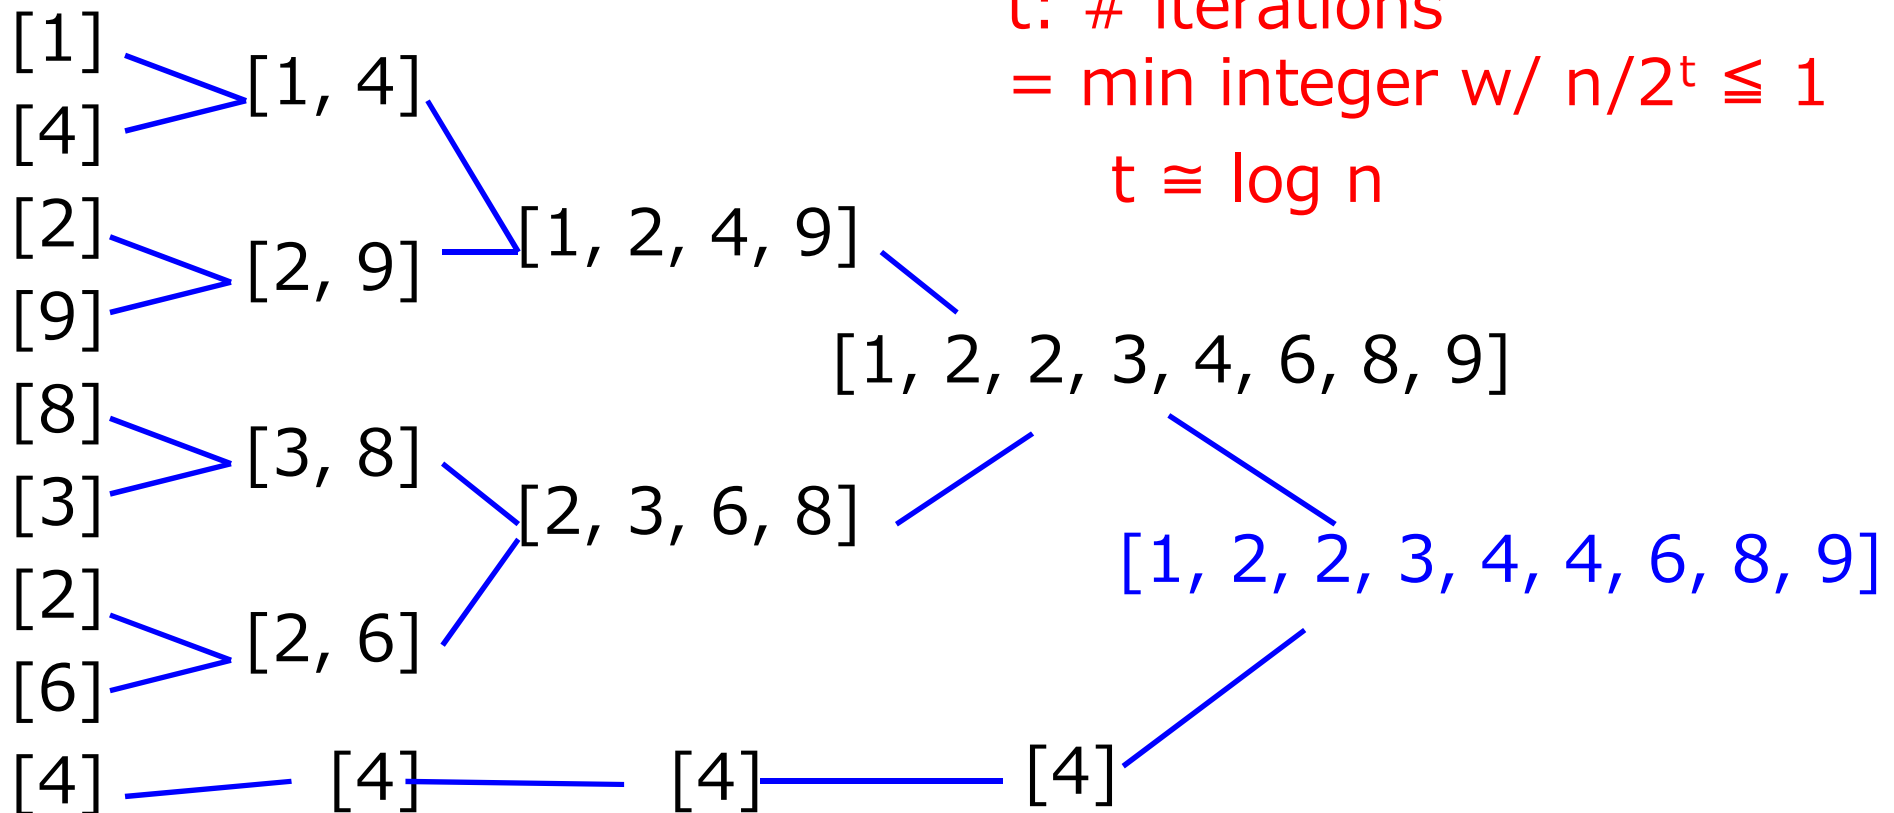 t: # iterations
= min integer w/ n/2ᵗ ≦ 1
t ≅ log n
[1]
[4]
[2]
[9]
[8]
[3]
[2]
[6]
[4]
[1, 4]
[2, 9]
[3, 8]
[2, 6]
[4]
[1, 2, 4, 9]
[2, 3, 6, 8]
[4]
[1, 2, 2, 3, 4, 6, 8, 9]
[4]
[1, 2, 2, 3, 4, 4, 6, 8, 9]